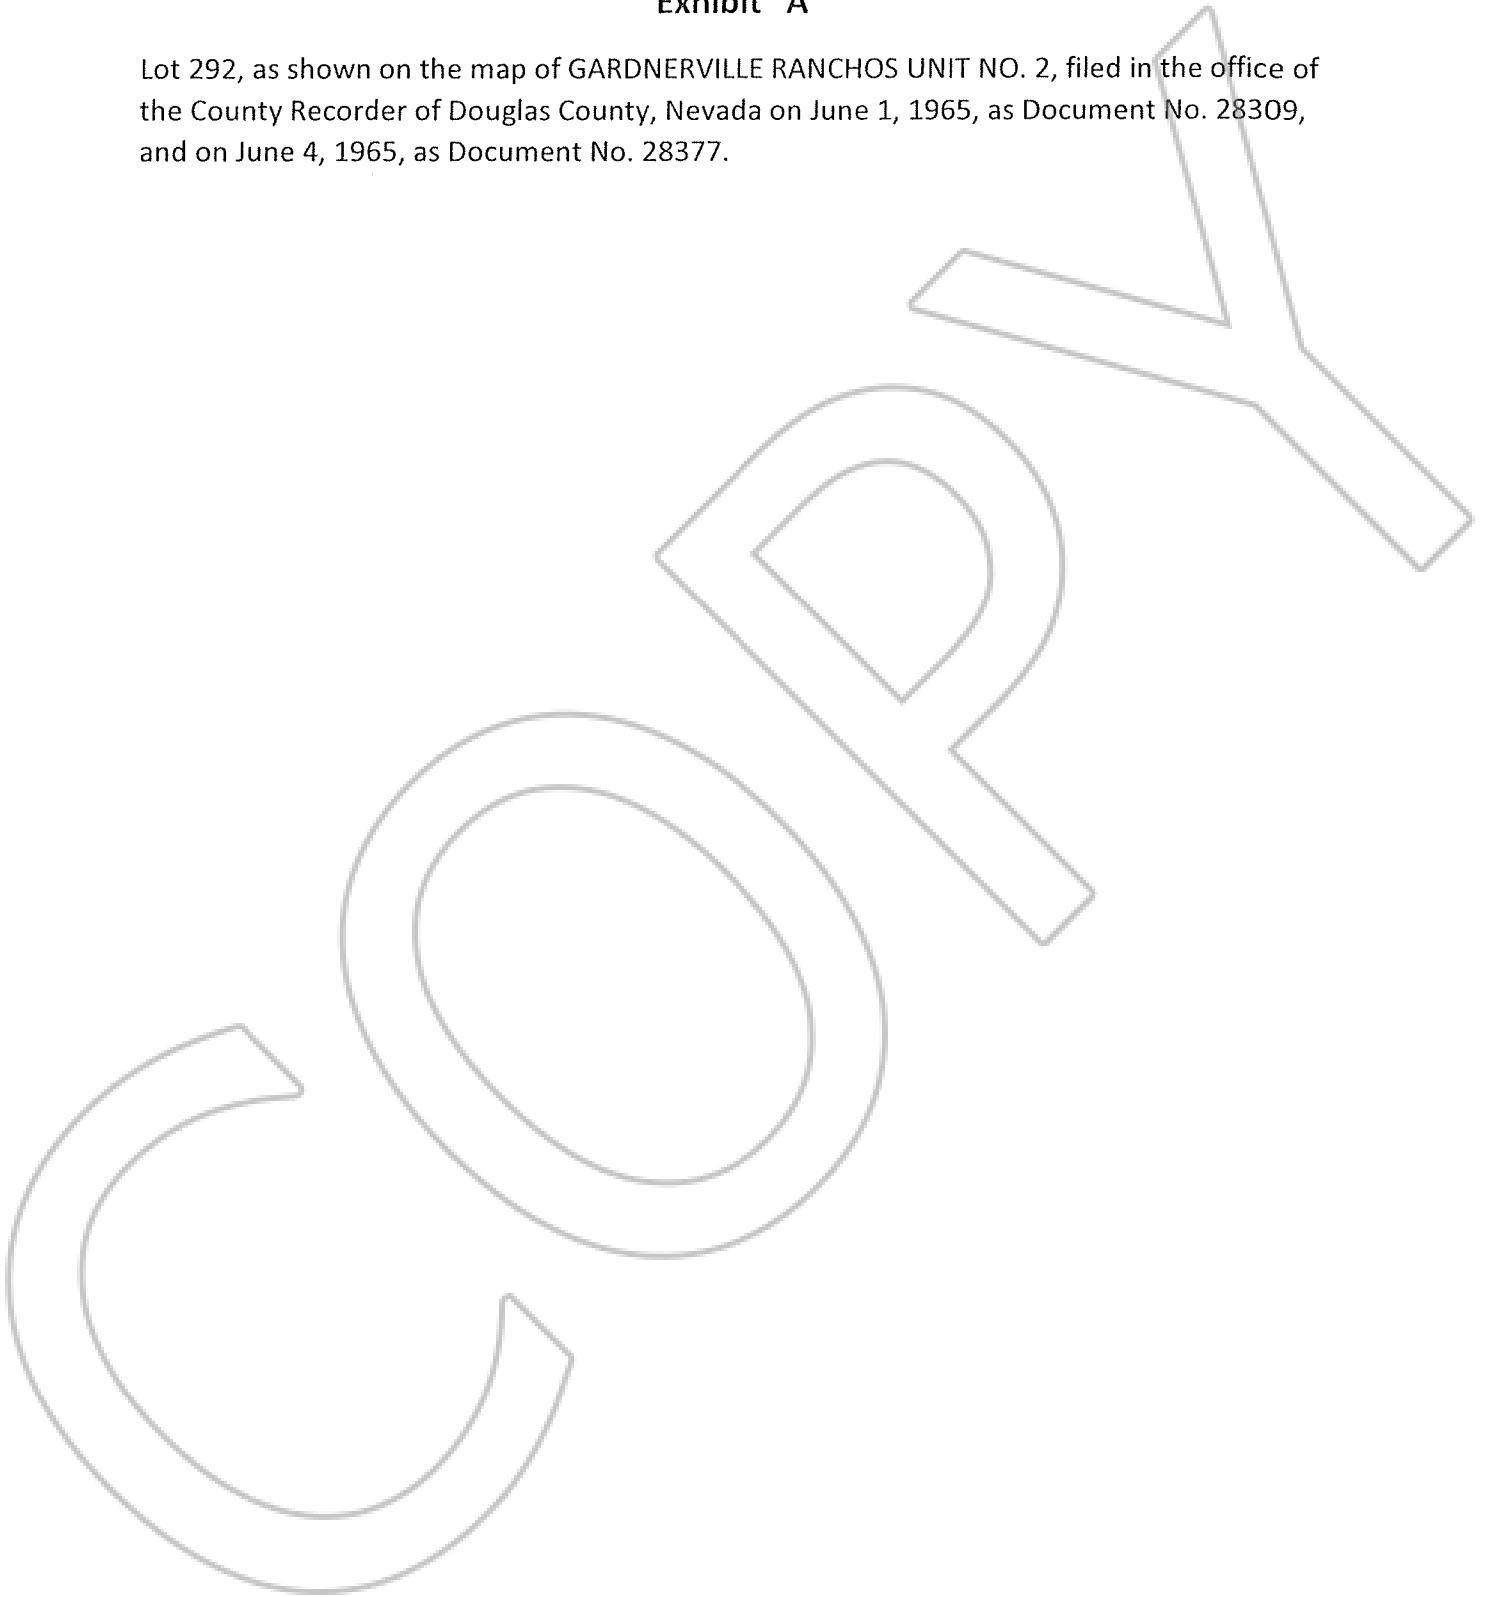 Exhibit A
Lot 292, as shown on the map of GARDNERVILLE RANCHOS UNIT NO. 2, filed in the office of
the County Recorder of Douglas County, Nevada on June 1, 1965, as Document No. 28309,
and on June 4, 1965, as Document No. 28377.
COPY